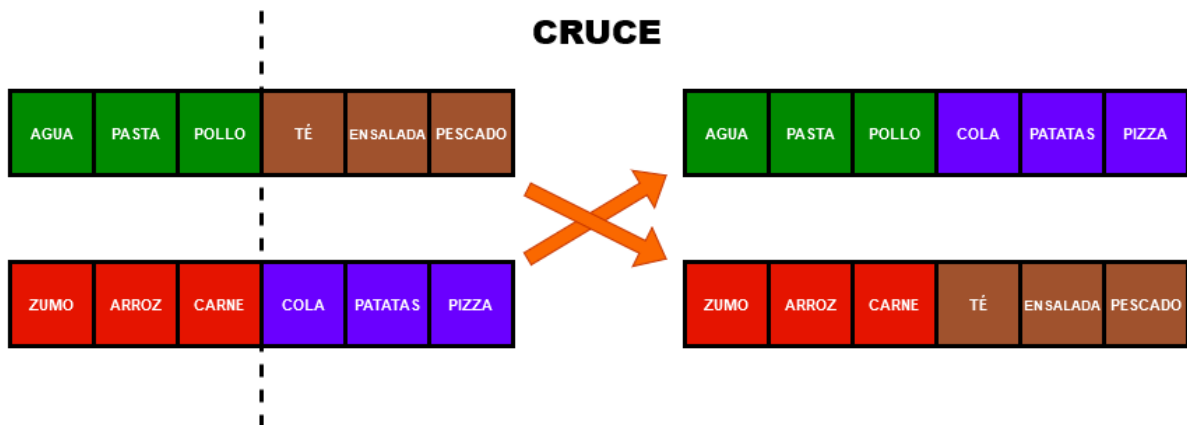 CRUCE
AGUA PASTA POLLO TÉ ENSALADA PESCADO
AGUA PASTA POLLO COLA PATATAS PIZZA
ZUMO ARROZ CARNE COLA PATATAS PIZZA
ZUMO ARROZ CARNE TÉ ENSALADA PESCADO